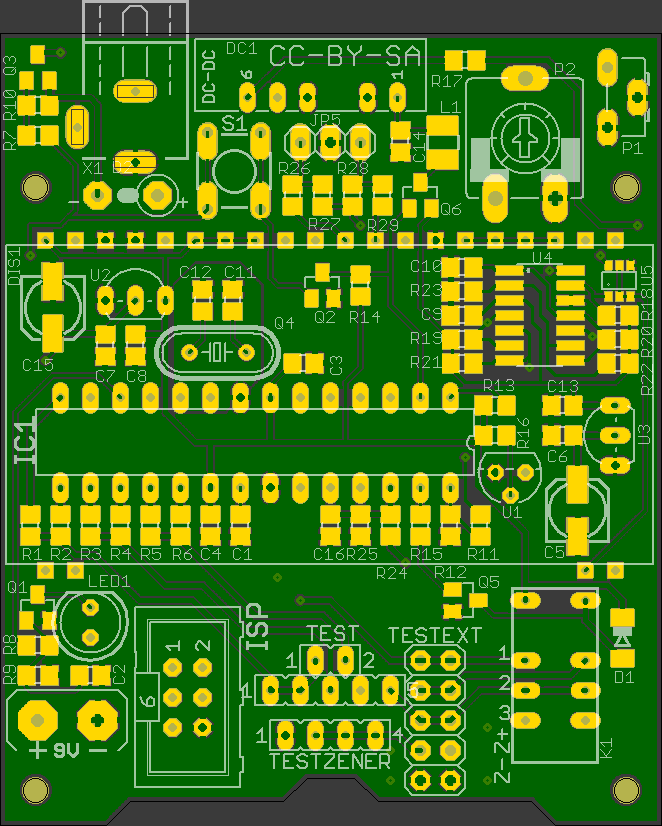 DC1
CC-BY-SA
DC-DC
6
1
Q3
R10
R7
R17
P2
P1
S1
JP5
L1
C14
X1
D2
R26
R28
-
+
R27
R29
Q6
DIS1
U2
C12
C11
C10
U4
U5
R23
R18
Q2
R14
C9
Q4
R19
R20
C15
C7
C8
C3
R21
R22
R13
C13
IC1
R16
U3
C6
U1
R1
R2
R3
R4
R5
R6
C4
C1
C16
R25
R15
R11
C5
R24
R12
Q5
Q1
LED1
R8
ISP
TEST
TESTEXT
1
2
1
2
1
R9
C2
1
5
2
D1
6
3
+ 9V -
1
4
TESTZENER
Z-N+
K1